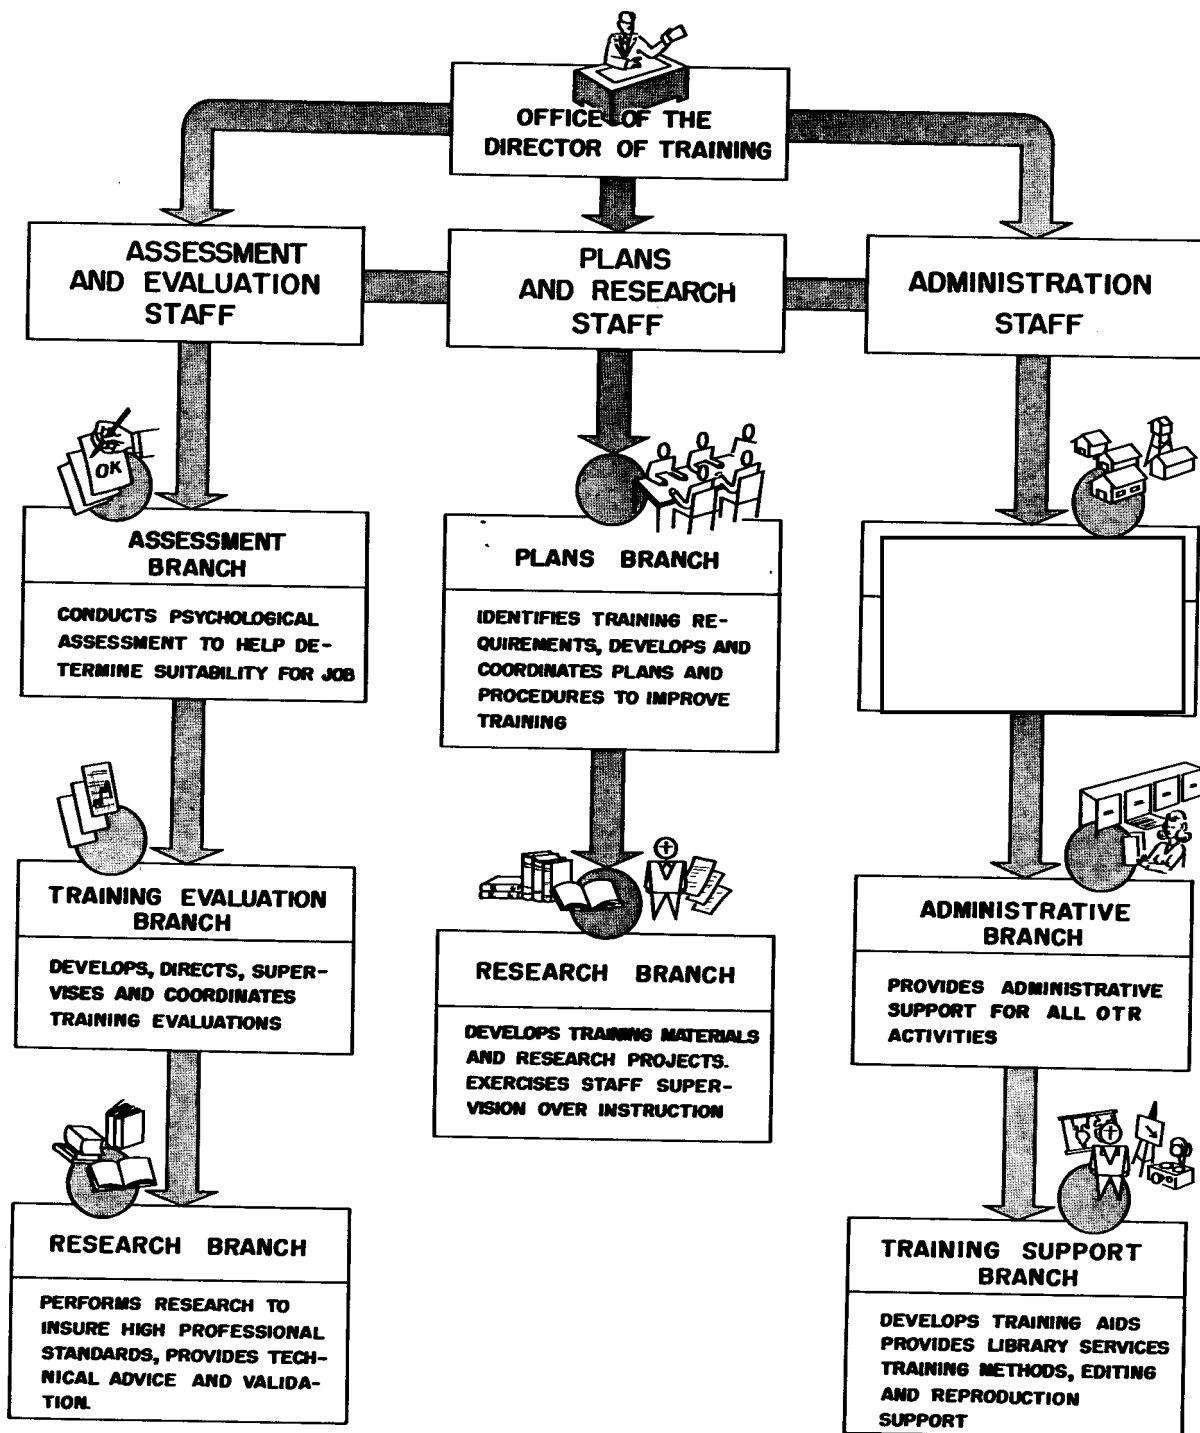 OFFICE OF THE
DIRECTOR OF TRAINING
ASSESSMENT
AND EVALUATION
STAFF
PLANS
AND RESEARCH
STAFF
ADMINISTRATION
STAFF
OK
ASSESSMENT
BRANCH
CONDUCTS PSYCHOLOGICAL
ASSESSMENT TO HELP DE-
TERMINE SUITABILITY FOR JOB
PLANS BRANCH
IDENTIFIES TRAINING RE-
QUIREMENTS, DEVELOPS AND
COORDINATES PLANS AND
PROCEDURES TO IMPROVE
TRAINING
TRAINING EVALUATION
BRANCH
DEVELOPS, DIRECTS, SUPER-
VISES AND COORDINATES
TRAINING EVALUATIONS
RESEARCH BRANCH
DEVELOPS TRAINING MATERIALS
AND RESEARCH PROJECTS.
EXERCISES STAFF SUPER-
VISION OVER INSTRUCTION
ADMINISTRATIVE
BRANCH
PROVIDES ADMINISTRATIVE
SUPPORT FOR ALL OTR
ACTIVITIES
RESEARCH BRANCH
PERFORMS RESEARCH TO
INSURE HIGH PROFESSIONAL
STANDARDS, PROVIDES TECH-
NICAL ADVICE AND VALIDA-
TION.
TRAINING SUPPORT
BRANCH
DEVELOPS TRAINING AIDS
PROVIDES LIBRARY SERVICES
TRAINING METHODS, EDITING
AND REPRODUCTION
SUPPORT